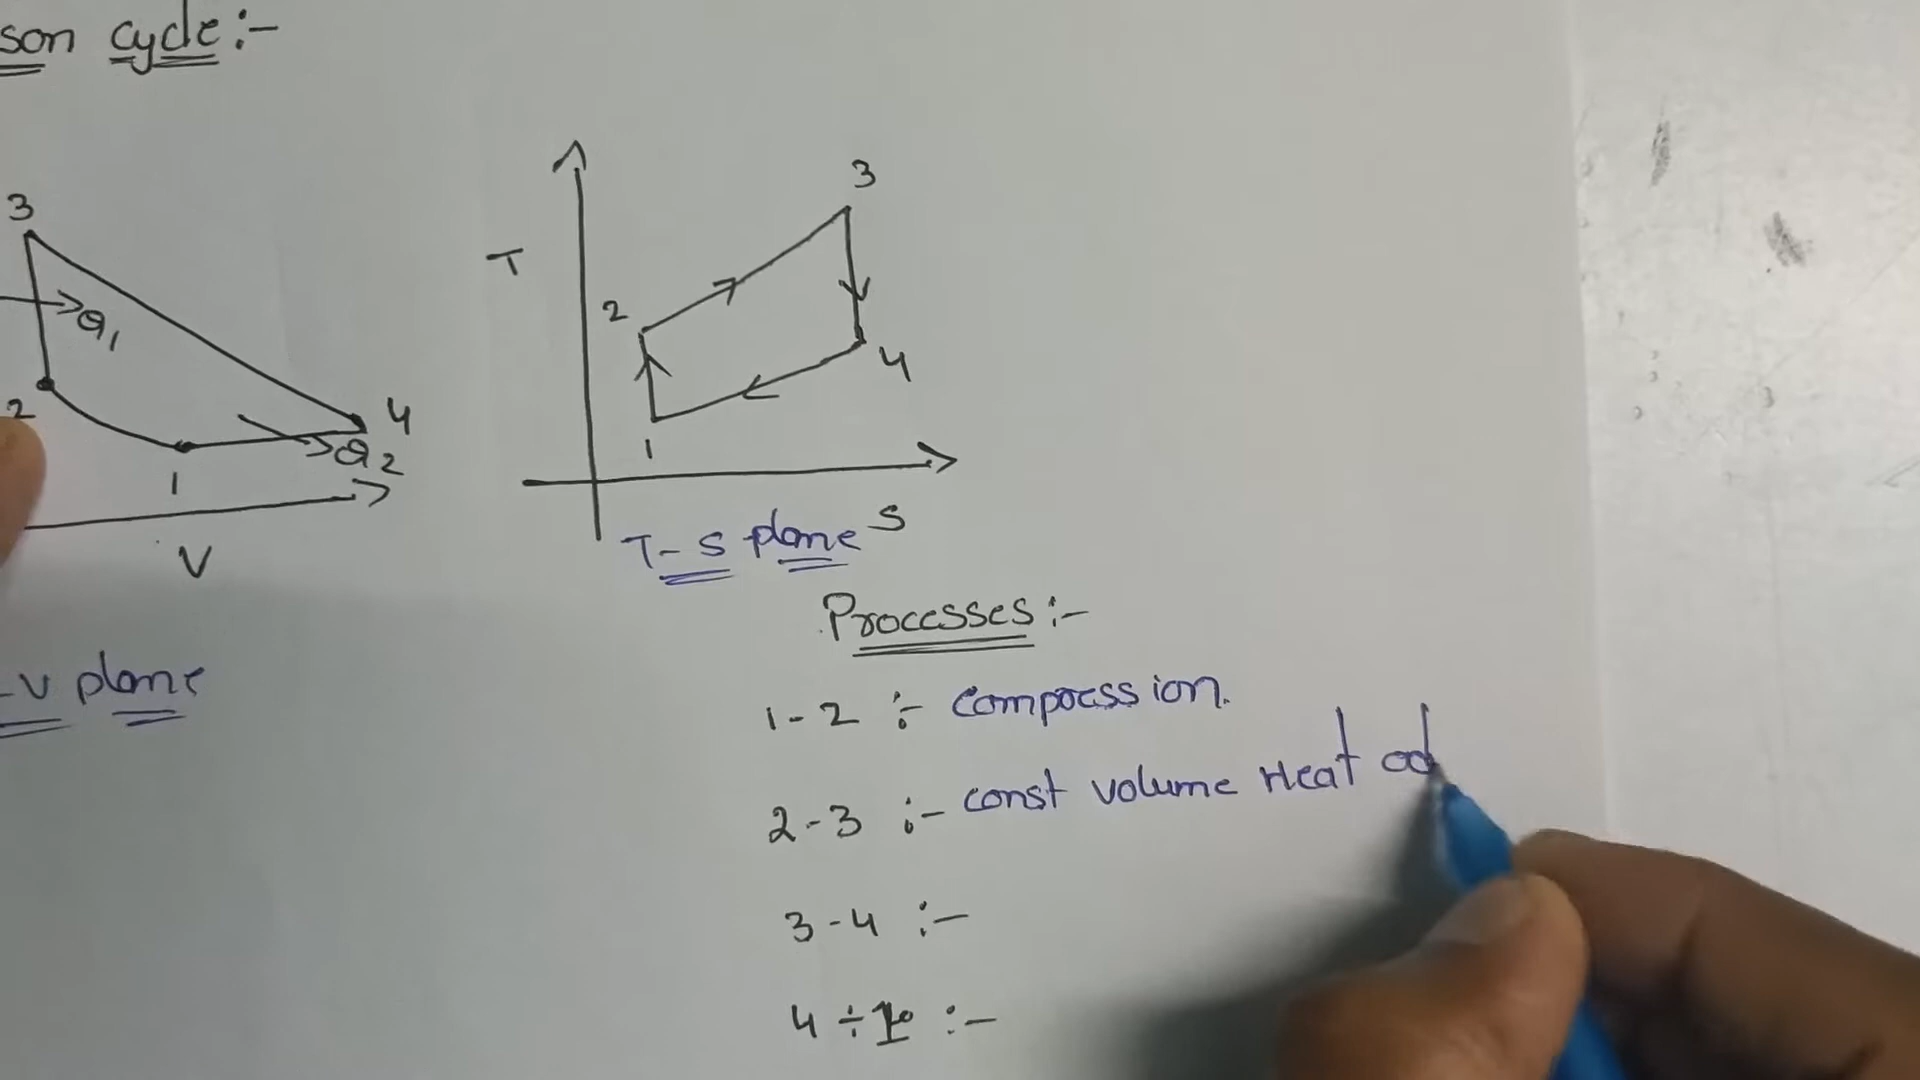 son cycle:-
3
Q1
2
4
Q2
1
V
-V plane
T
3
2
4
1
S
T-S plane
Processes:-
1-2 :- compression.
2-3 :- const volume Heat ad
3-4 :-
4 ÷ 1 :-